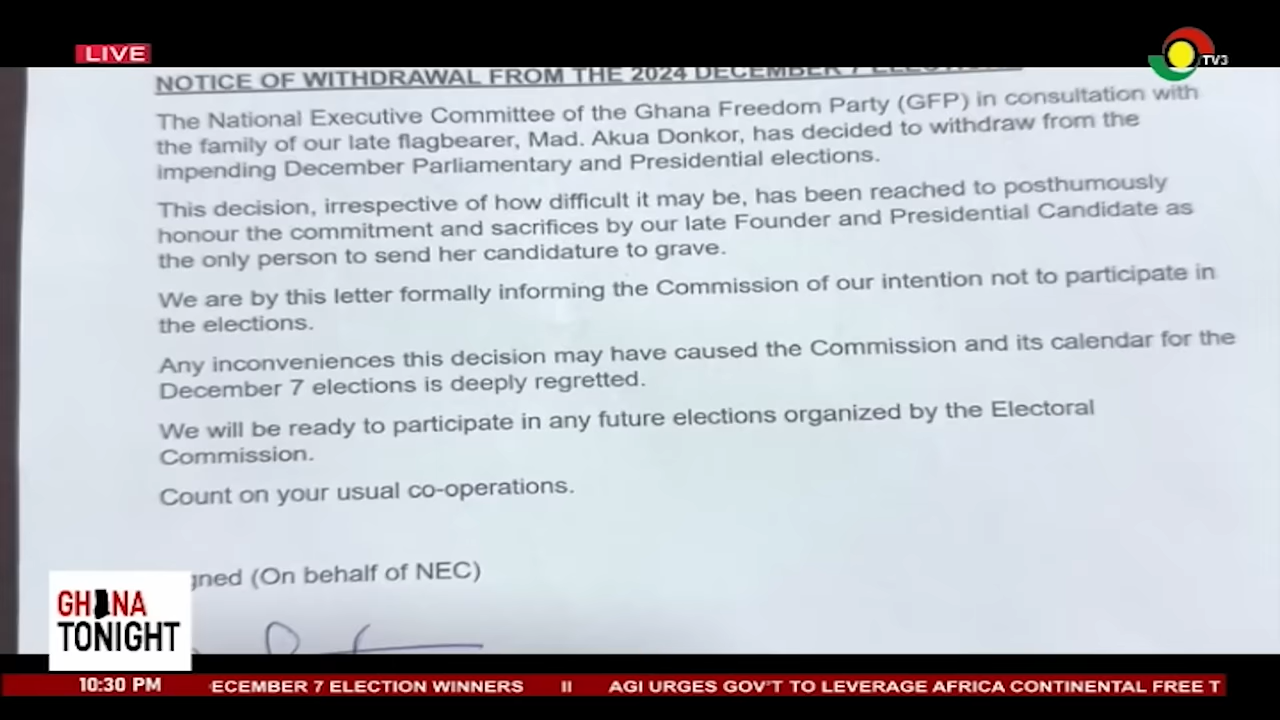 LIVE
TV3
NOTICE OF WITHDRAWAL FROM THE 2024 DECEMBER 7
The National Executive Committee of the Ghana Freedom Party (GFP) in consultation with
the family of our late flagbearer, Mad. Akua Donkor, has decided to withdraw from the
impending December Parliamentary and Presidential elections.
This decision, irrespective of how difficult it may be, has been reached to posthumously
honour the commitment and sacrifices by our late Founder and Presidential Candidate as
the only person to send her candidature to grave.
We are by this letter formally informing the Commission of our intention not to participate in
the elections.
Any inconveniences this decision may have caused the Commission and its calendar for the
December 7 elections is deeply regretted.
We will be ready to participate in any future elections organized by the Electoral
Commission.
Count on your usual co-operations.
gned (On behalf of NEC)
GHANA
TONIGHT
10:30 PM ECEMBER 7 ELECTION WINNERS II AGI URGES GOV'T TO LEVERAGE AFRICA CONTINENTAL FREE T